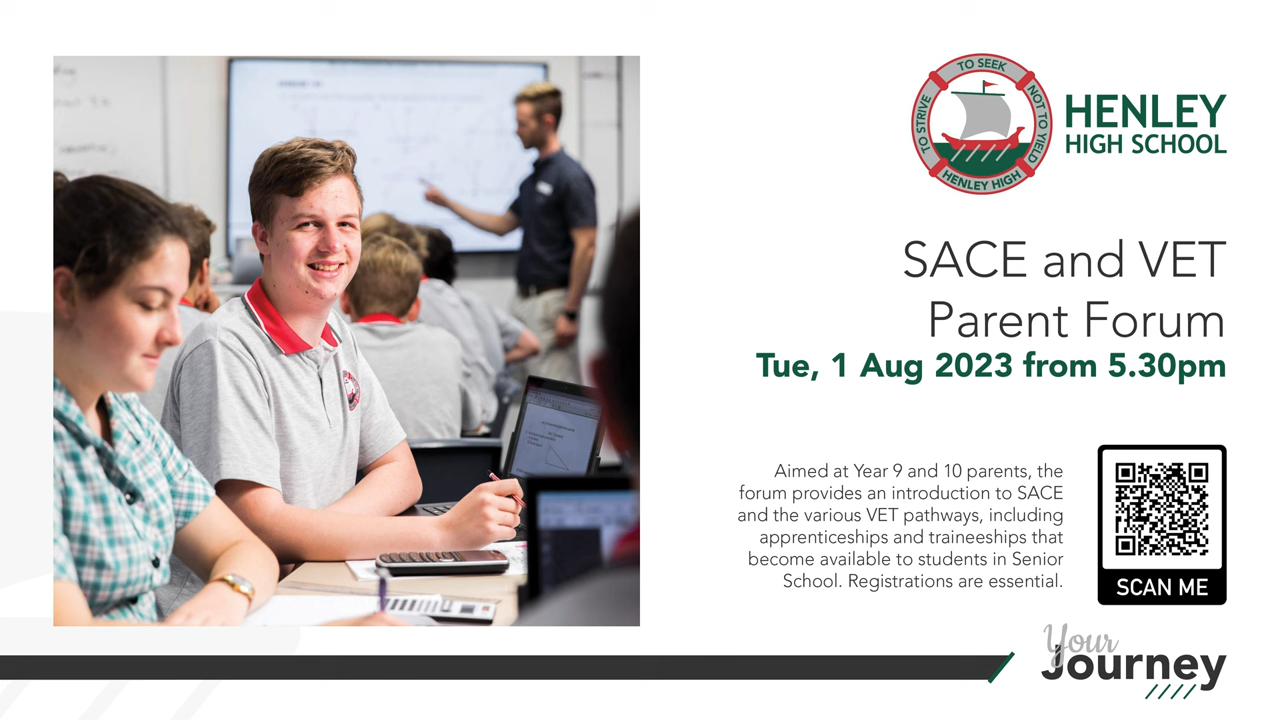 TO SEEK
TO STRIVE
NOT TO YIELD
HENLEY HIGH
HENLEY
HIGH SCHOOL
SACE and VET
Parent Forum
Tue, 1 Aug 2023 from 5.30pm
Aimed at Year 9 and 10 parents, the
forum provides an introduction to SACE
and the various VET pathways, including
apprenticeships and traineeships that
become available to students in Senior
School. Registrations are essential.
SCAN ME
Your
Journey